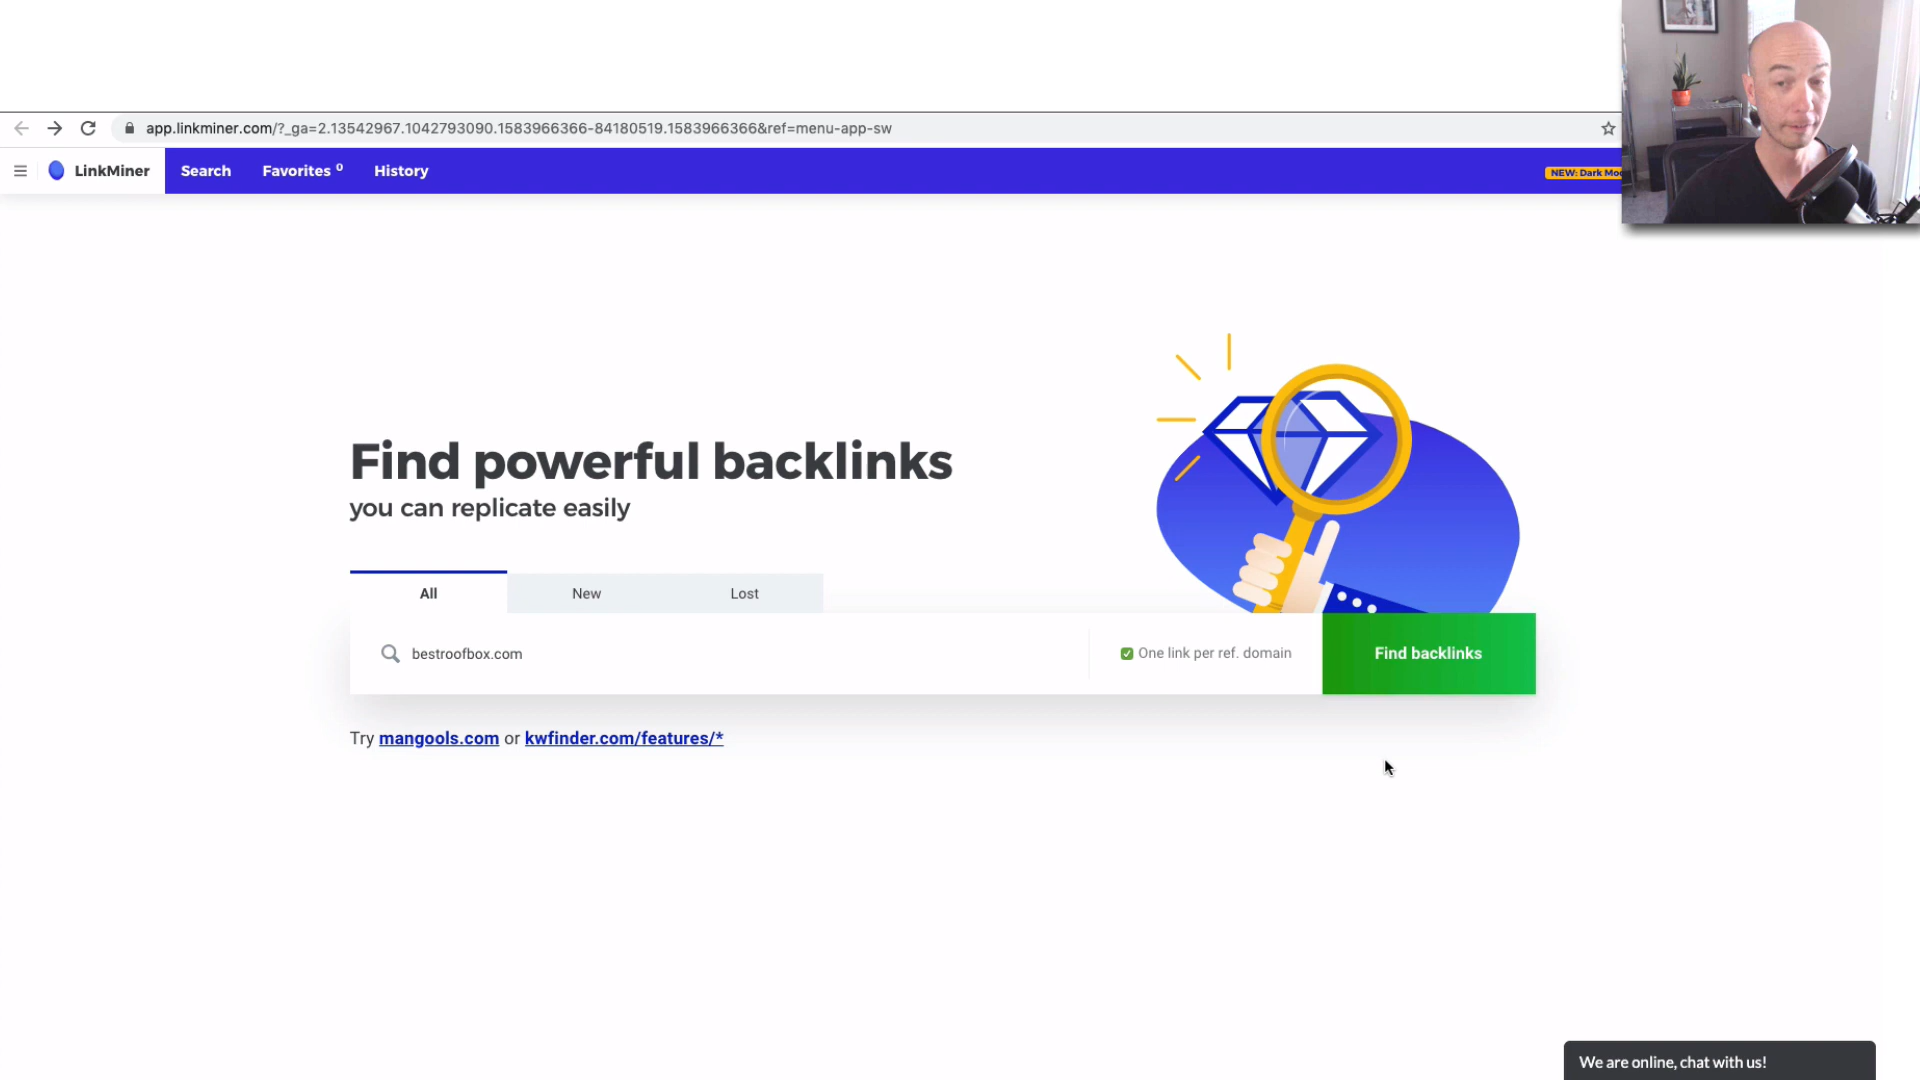 app.linkminer.com/?_ga=2.13542967.1042793090.1583966366-84180519.1583966366&ref=menu-app-sw
LinkMiner
Search
Favorites 0
History
NEW: Dark
Find powerful backlinks
you can replicate easily
All
New
Lost
bestroofbox.com
One link per ref. domain
Find backlinks
Try mangools.com or kwfinder.com/features/*
We are online, chat with us!